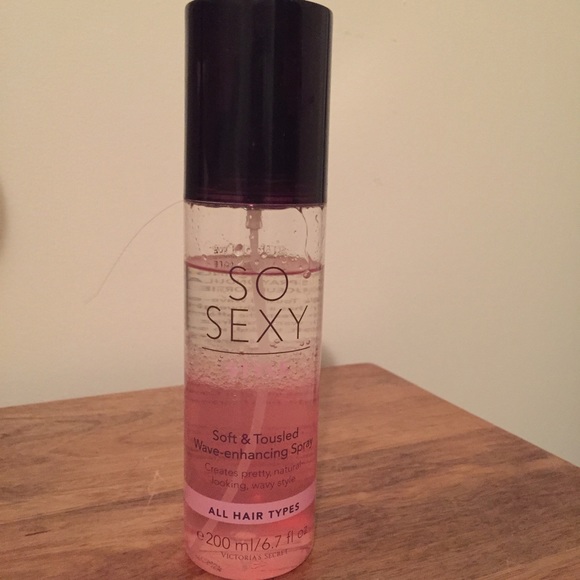 SO
SEXY
Soft & Tousled
Wave-enhancing Spray
Creates pretty, natural-
looking, wavy style
ALL HAIR TYPES
e 200 ml/6.7 fl oz
VICTORIA'S SECRET